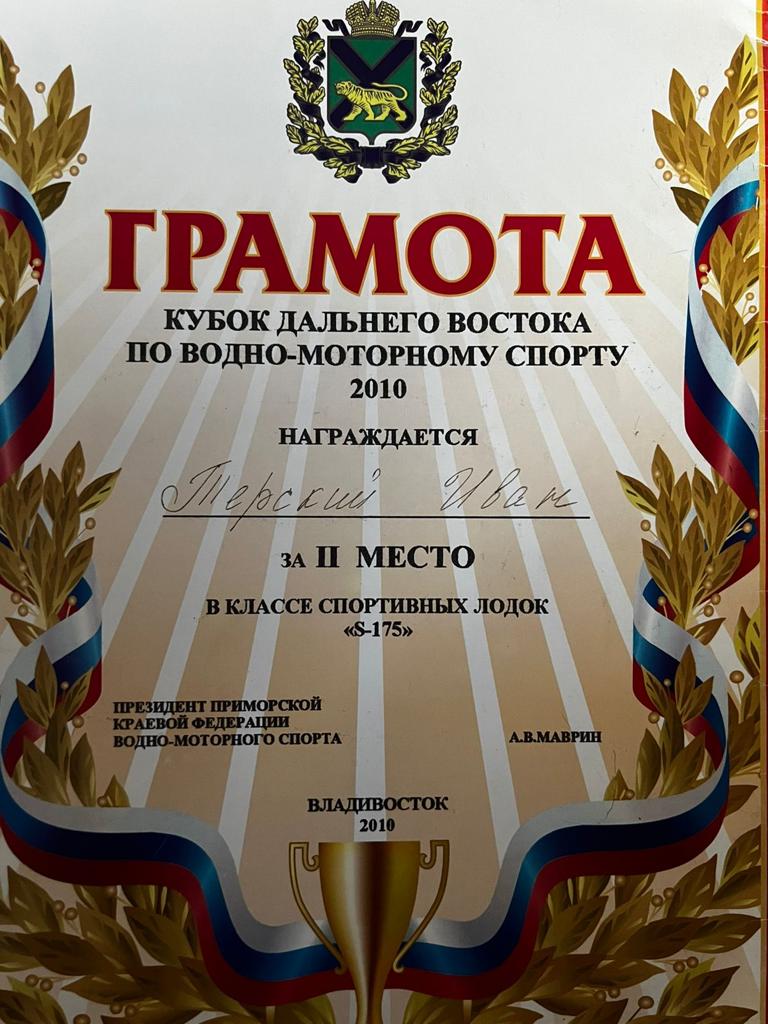 ГРАМОТА
КУБОК ДАЛЬНЕГО ВОСТОКА
ПО ВОДНО-МОТОРНОМУ СПОРТУ
2010
НАГРАЖДАЕТСЯ
Терский Иван
ЗА II МЕСТО
В КЛАССЕ СПОРТИВНЫХ ЛОДОК
«S-175»
ПРЕЗИДЕНТ ПРИМОРСКОЙ
КРАЕВОЙ ФЕДЕРАЦИИ
ВОДНО-МОТОРНОГО СПОРТА А.В.МАВРИН
ВЛАДИВОСТОК
2010